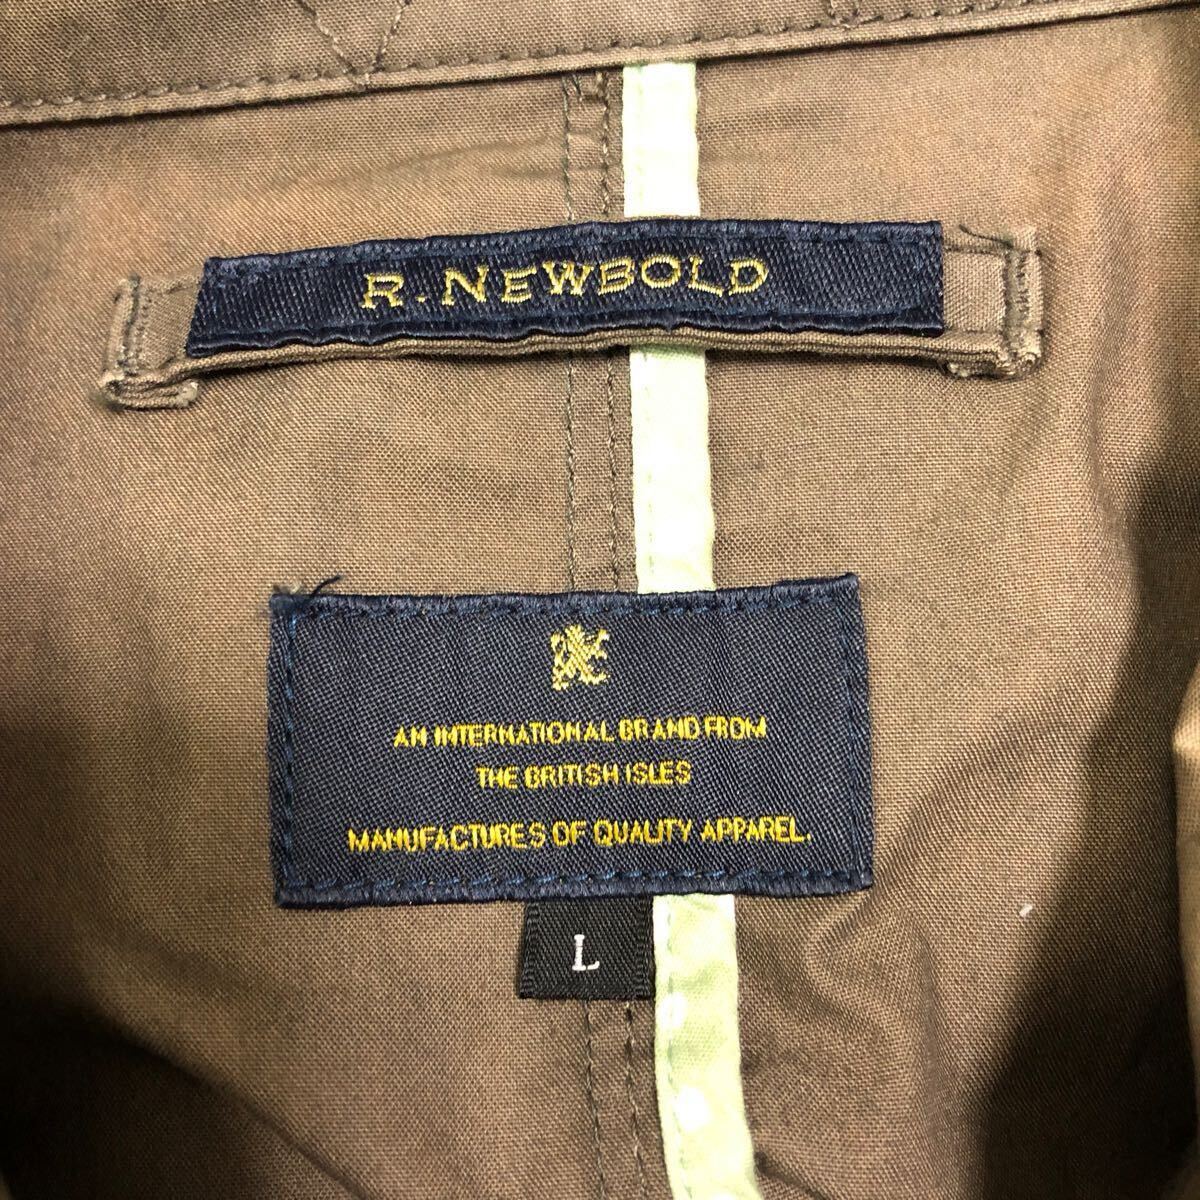 R. NEWBOLD
AN INTERNATIONAL BRAND FROM
THE BRITISH ISLES
MANUFACTURES OF QUALITY APPAREL.
L